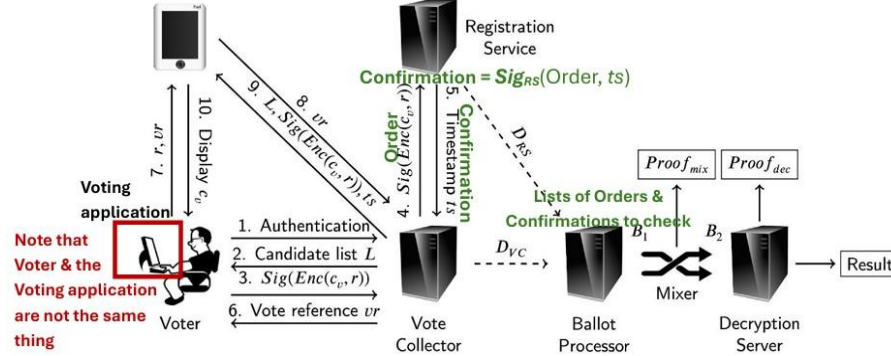 Registration
Service
Confirmation = SigRS(Order, ts)
7. r, vr
10. Display cv
8. vr
9. L, Sig(Enc(cv, r)), ts
Order
4. Sig(Enc(cv, r))
5. Timestamp ts
Confirmation
DRS
Proofmix
Proofdec
Lists of Orders &
Confirmations to check
Voting
application
Note that
Voter & the
Voting application
are not the same
thing
1. Authentication
2. Candidate list L
3. Sig(Enc(cv, r))
6. Vote reference vr
DVC
B1
B2
Result
Mixer
Voter
Vote
Collector
Ballot
Processor
Decryption
Server